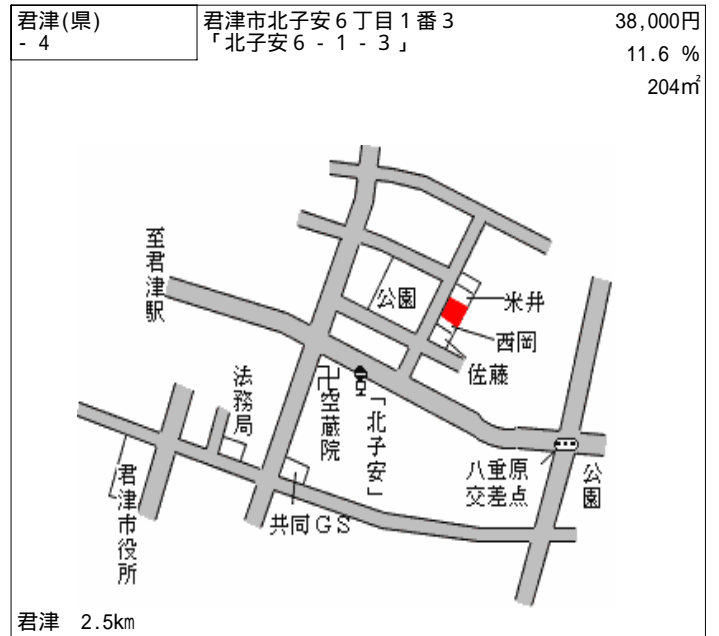 君津(県)
- 4
君津市北子安６丁目１番３
「北子安６ - １ - ３」
38,000円
11.6 %
204㎡
至君津駅
公園
米井
西岡
佐藤
法務局
空蔵院
「北子安」
八重原
交差点
公園
君津市役所
共同ＧＳ
君津 2.5km